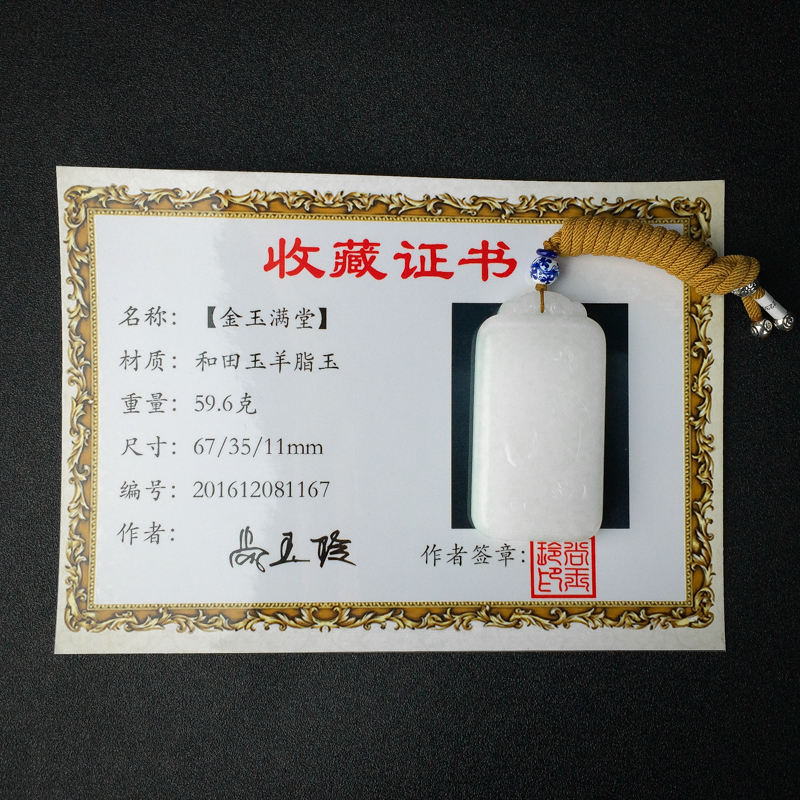 收藏证书
名称：【金玉满堂】
材质：和田玉羊脂玉
重量：59.6克
尺寸：67/35/11mm
编号：201612081167
作者：
作者签章：